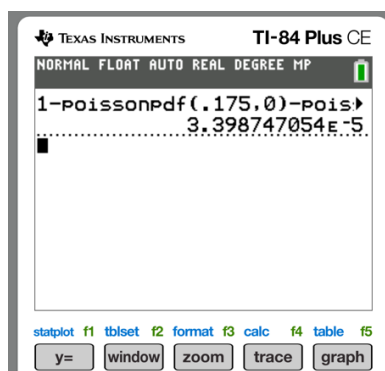 TEXAS INSTRUMENTS TI-84 Plus CE
NORMAL FLOAT AUTO REAL DEGREE MP
1-poissonpdf(.175,0)-pois
3.398747054E-5
statplot f1 tblset f2 format f3 calc f4 table f5
y= window zoom trace graph